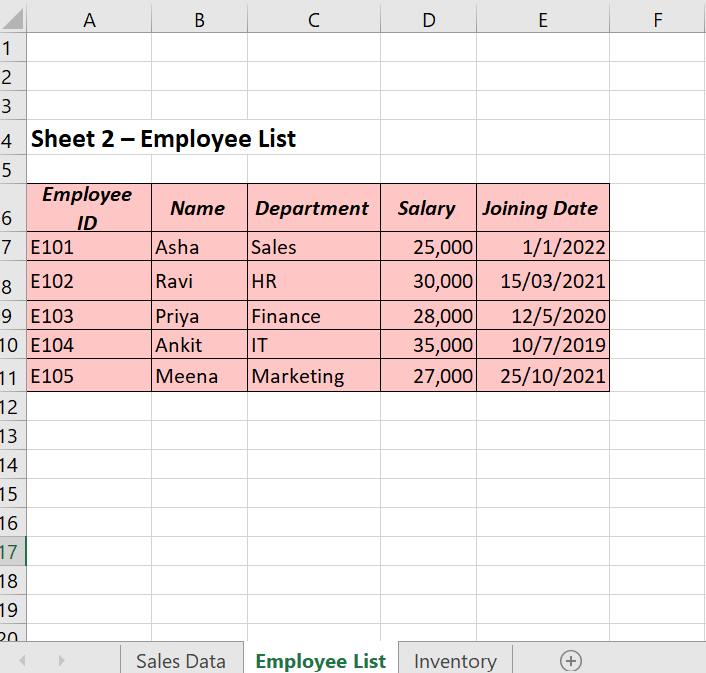 A B C D E F
1
2
3
4 Sheet 2 – Employee List
5
6 Employee ID Name Department Salary Joining Date
7 E101 Asha Sales 25,000 1/1/2022
8 E102 Ravi HR 30,000 15/03/2021
9 E103 Priya Finance 28,000 12/5/2020
10 E104 Ankit IT 35,000 10/7/2019
11 E105 Meena Marketing 27,000 25/10/2021
12
13
14
15
16
17
18
19
20
Sales Data Employee List Inventory